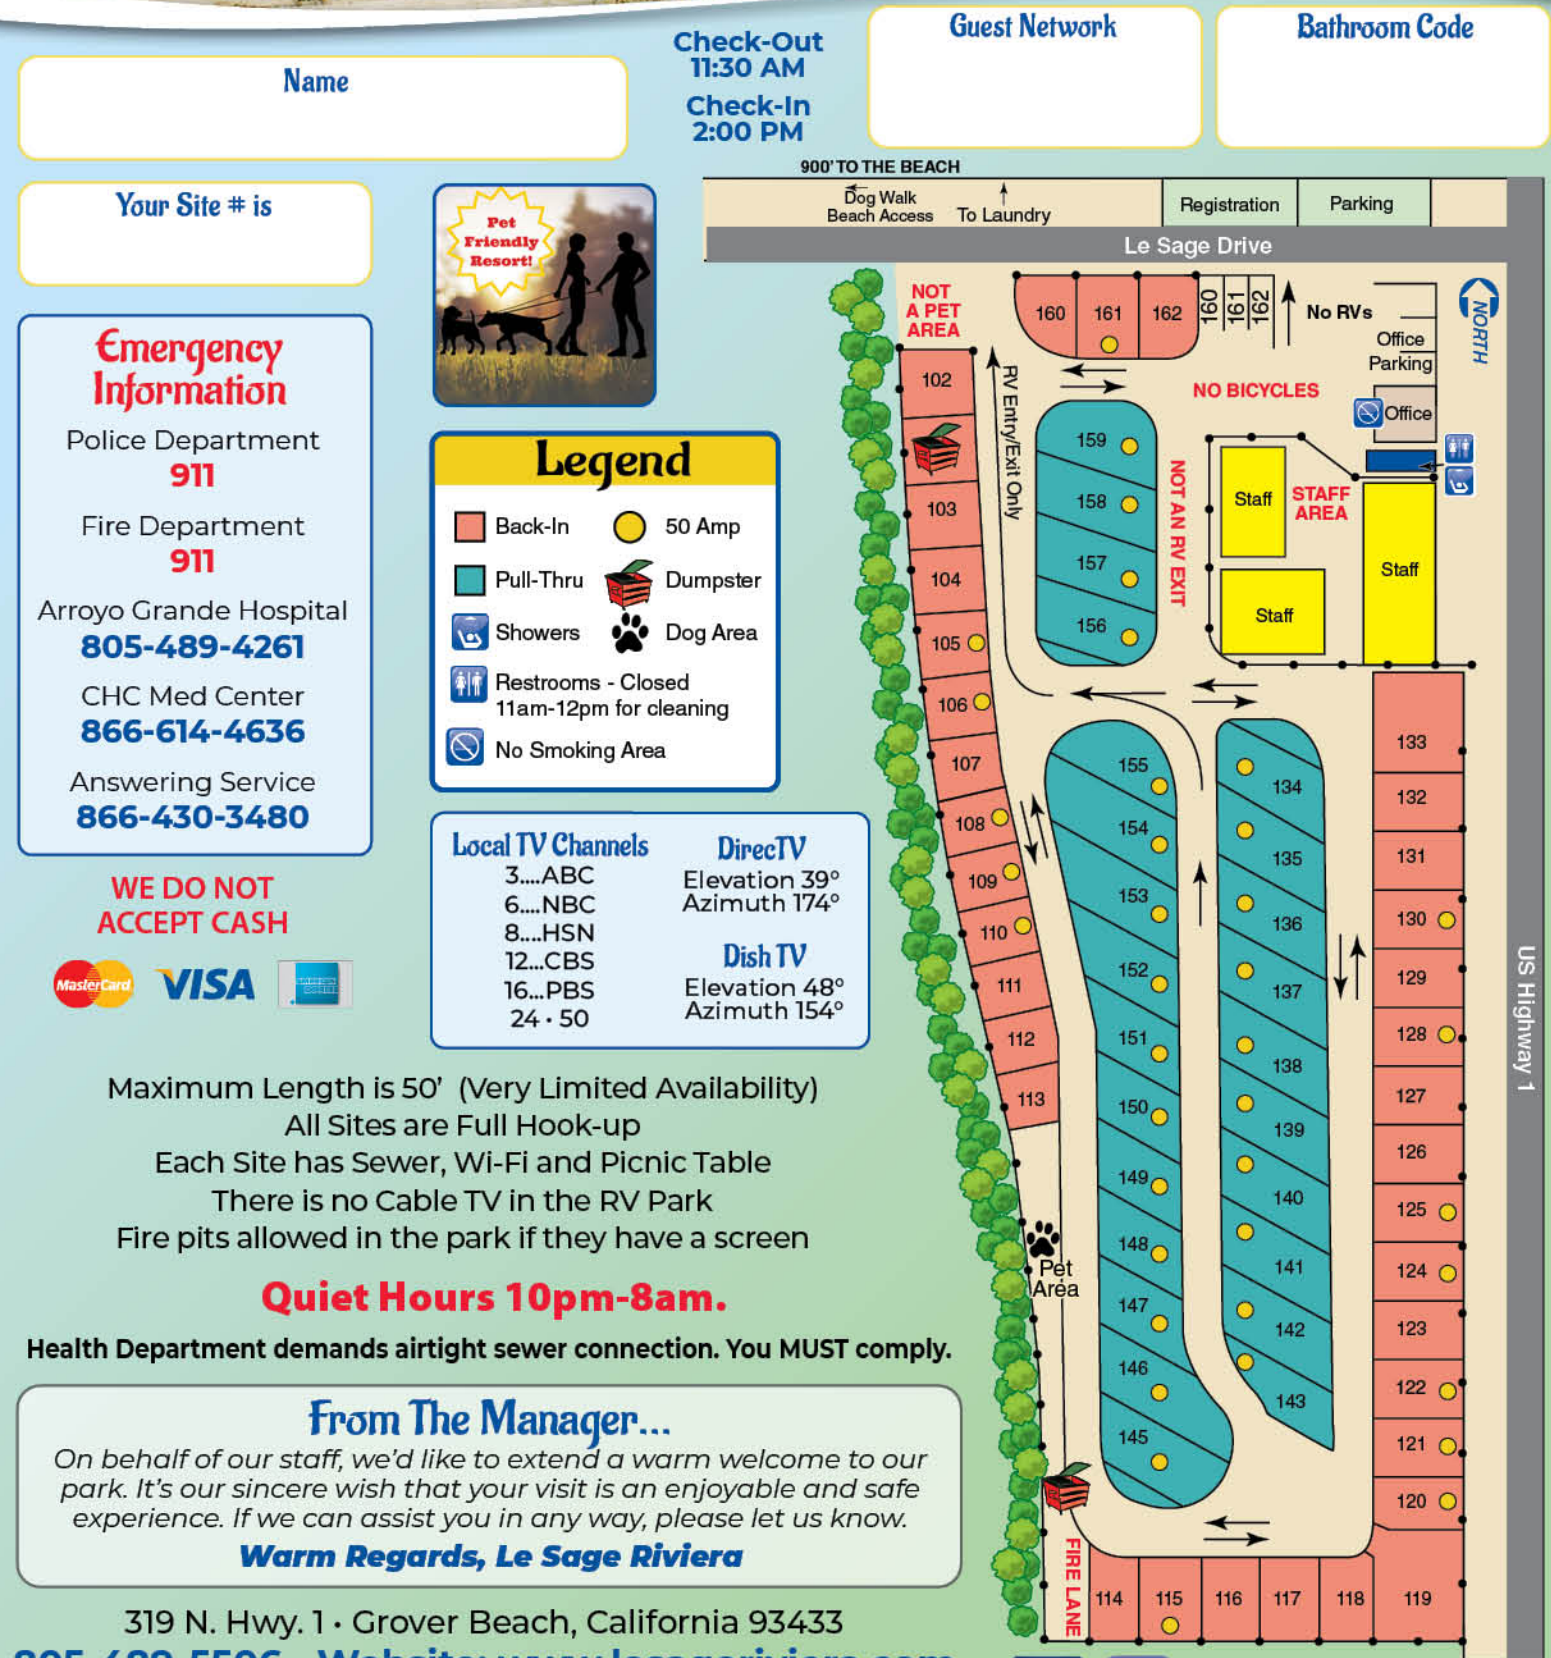 Name
Check-Out
11:30 AM
Check-In
2:00 PM
Guest Network
Bathroom Code
Your Site # is
Pet
Friendly
Resort!
Emergency
Information
Police Department
911
Fire Department
911
Arroyo Grande Hospital
805-489-4261
CHC Med Center
866-614-4636
Answering Service
866-430-3480
WE DO NOT
ACCEPT CASH
MasterCard
VISA
Legend
Back-In
50 Amp
Pull-Thru
Dumpster
Showers
Dog Area
Restrooms - Closed
11am-12pm for cleaning
No Smoking Area
Local TV Channels
3....ABC
6....NBC
8....HSN
12...CBS
16...PBS
24 • 50
DirecTV
Elevation 39°
Azimuth 174°
Dish TV
Elevation 48°
Azimuth 154°
Maximum Length is 50' (Very Limited Availability)
All Sites are Full Hook-up
Each Site has Sewer, Wi-Fi and Picnic Table
There is no Cable TV in the RV Park
Fire pits allowed in the park if they have a screen
Quiet Hours 10pm-8am.
Health Department demands airtight sewer connection. You MUST comply.
From The Manager...
On behalf of our staff, we'd like to extend a warm welcome to our
park. It's our sincere wish that your visit is an enjoyable and safe
experience. If we can assist you in any way, please let us know.
Warm Regards, Le Sage Riviera
319 N. Hwy. 1 • Grover Beach, California 93433
900' TO THE BEACH
Dog Walk
Beach Access
To Laundry
Registration
Parking
Le Sage Drive
NOT
A PET
AREA
160
161
162
160
161
162
No RVs
NORTH
Office
Parking
NO BICYCLES
Office
RV Entry/Exit Only
NOT AN RV EXIT
Staff
STAFF
AREA
Staff
Staff
102
103
104
105
106
107
108
109
110
111
112
113
159
158
157
156
155
154
153
152
151
150
149
148
147
146
145
134
135
136
137
138
139
140
141
142
143
133
132
131
130
129
128
127
126
125
124
123
122
121
120
US Highway 1
Pet
Area
FIRE LANE
114
115
116
117
118
119